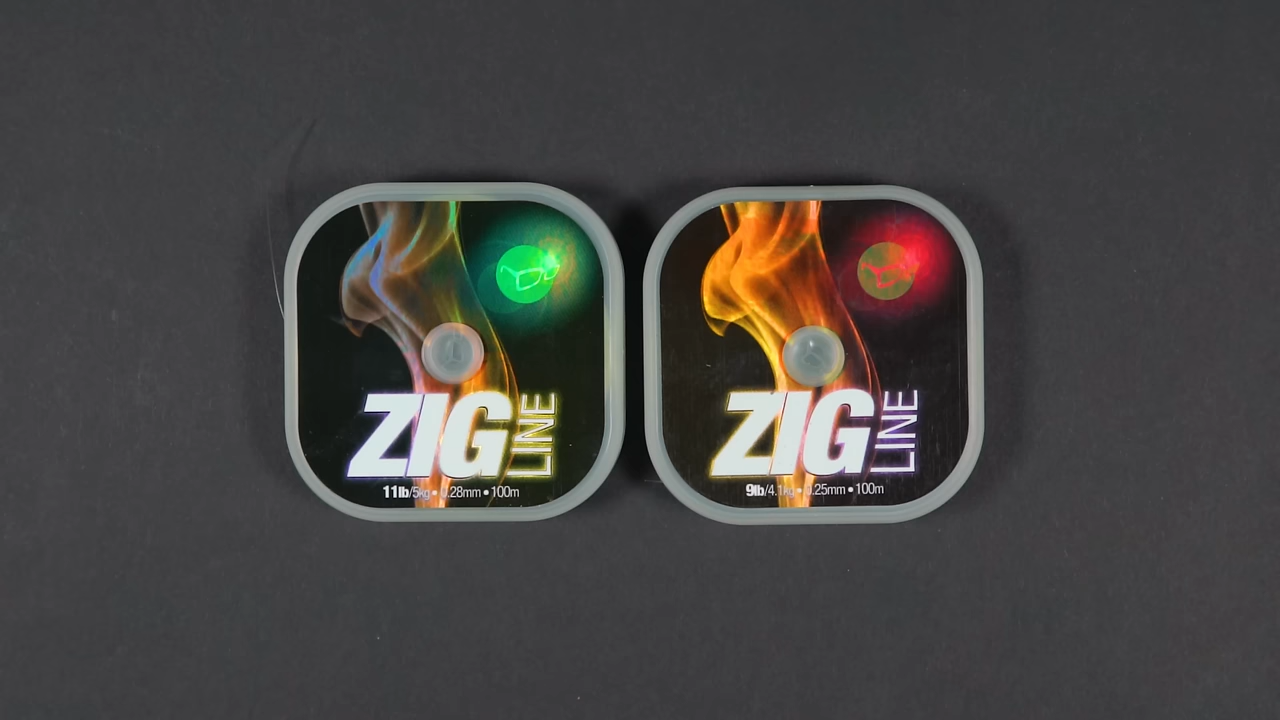 ZIG LINE
11lb/5kg • 0.28mm • 100m
ZIG LINE
9lb/4.1kg • 0.25mm • 100m